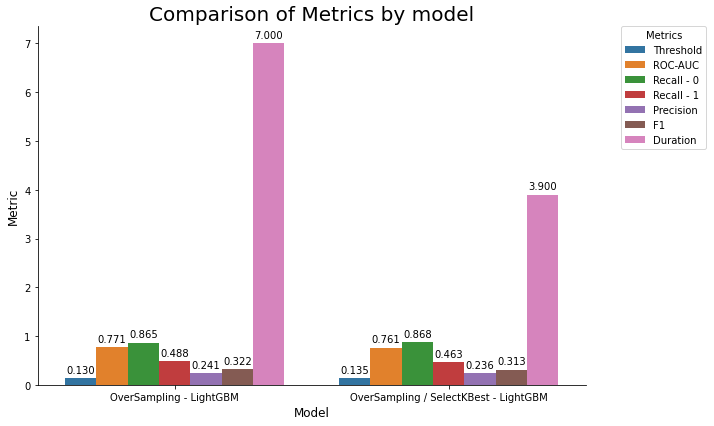 Comparison of Metrics by model
Metric
7
6
5
4
3
2
1
0
0.130
0.771
0.865
0.488
0.241
0.322
7.000
0.135
0.761
0.868
0.463
0.236
0.313
3.900
OverSampling - LightGBM
OverSampling / SelectKBest - LightGBM
Model
Metrics
Threshold
ROC-AUC
Recall - 0
Recall - 1
Precision
F1
Duration